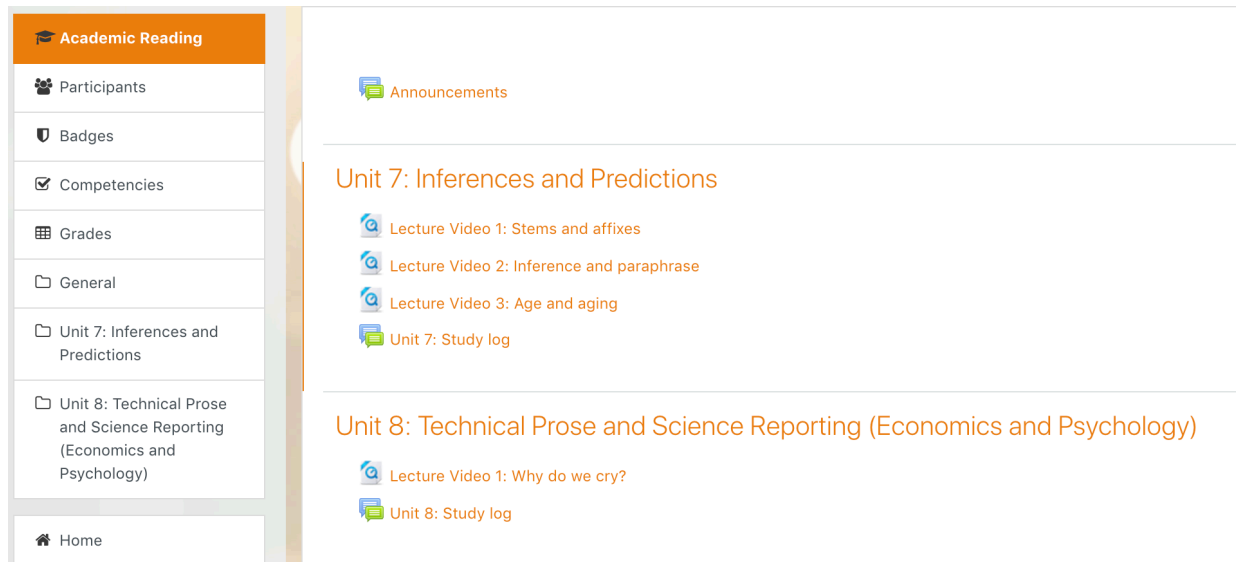 Academic Reading
Participants
Badges
Competencies
Grades
General
Unit 7: Inferences and
Predictions
Unit 8: Technical Prose
and Science Reporting
(Economics and
Psychology)
Home
Announcements
Unit 7: Inferences and Predictions
Lecture Video 1: Stems and affixes
Lecture Video 2: Inference and paraphrase
Lecture Video 3: Age and aging
Unit 7: Study log
Unit 8: Technical Prose and Science Reporting (Economics and Psychology)
Lecture Video 1: Why do we cry?
Unit 8: Study log